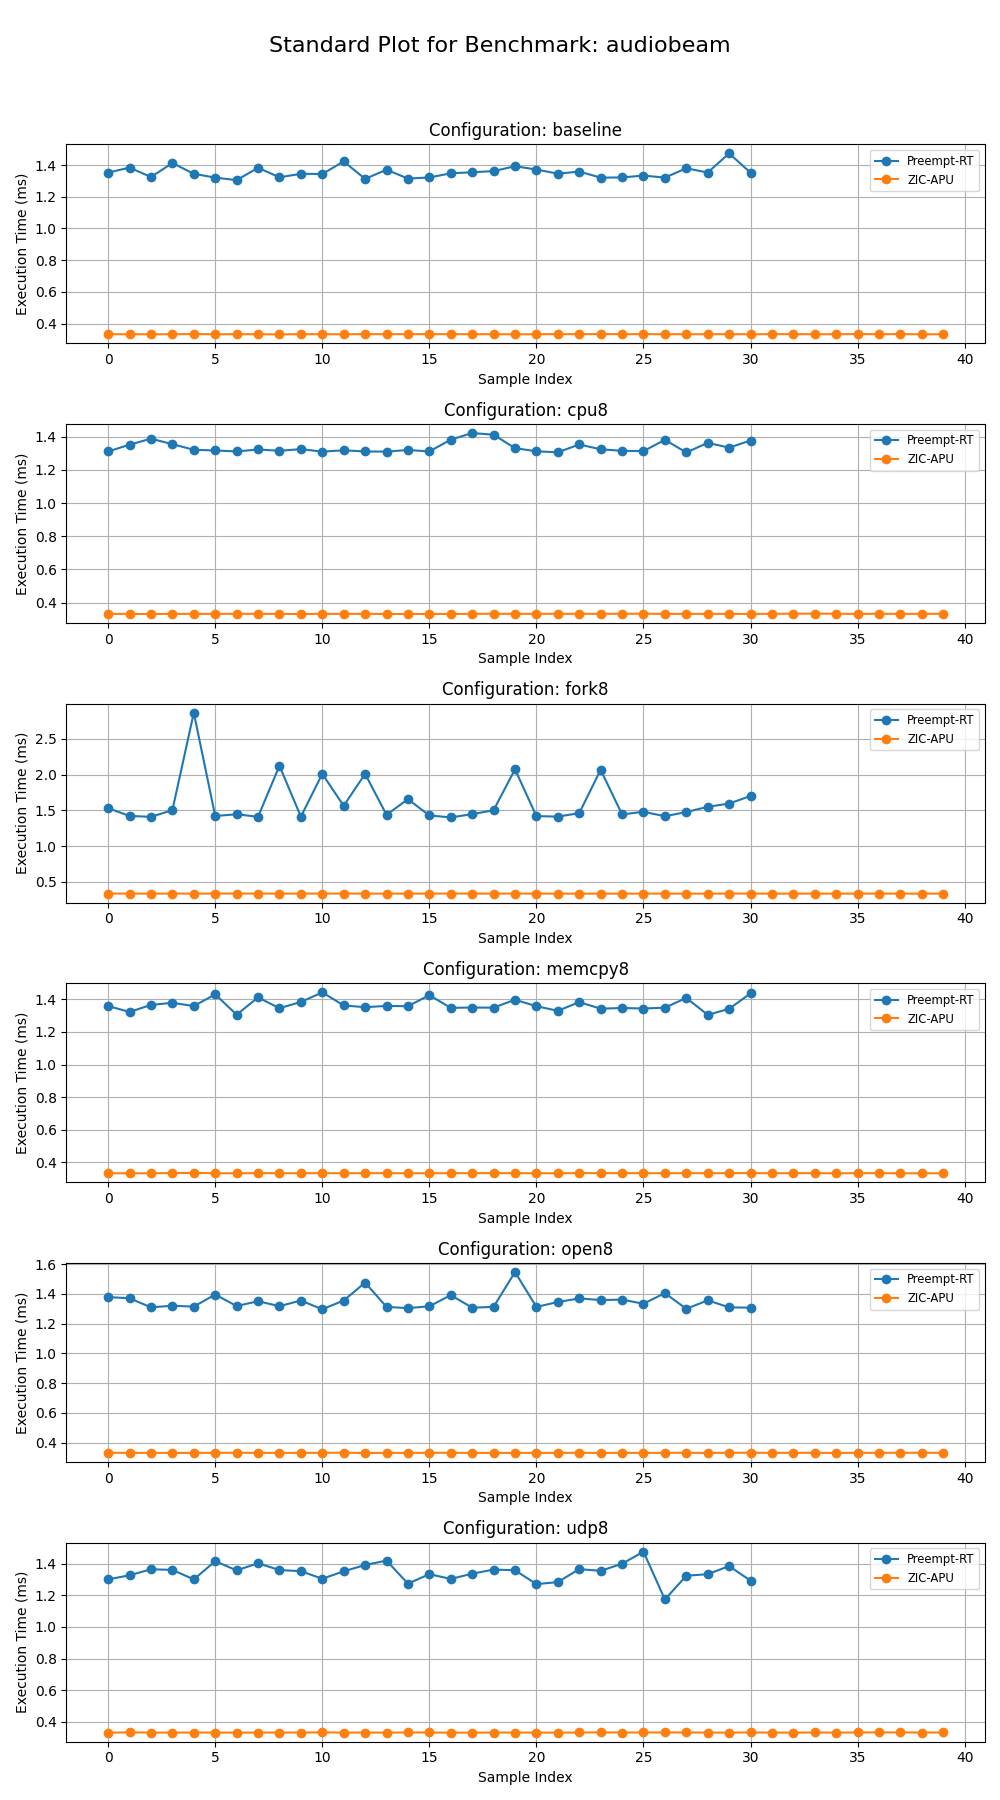 Standard Plot for Benchmark: audiobeam
Configuration: baseline
Execution Time (ms)
1.4
1.2
1.0
0.8
0.6
0.4
Preempt-RT
ZIC-APU
0 5 10 15 20 25 30 35 40
Sample Index
Configuration: cpu8
Execution Time (ms)
1.4
1.2
1.0
0.8
0.6
0.4
Preempt-RT
ZIC-APU
0 5 10 15 20 25 30 35 40
Sample Index
Configuration: fork8
Execution Time (ms)
2.5
2.0
1.5
1.0
0.5
Preempt-RT
ZIC-APU
0 5 10 15 20 25 30 35 40
Sample Index
Configuration: memcpy8
Execution Time (ms)
1.4
1.2
1.0
0.8
0.6
0.4
Preempt-RT
ZIC-APU
0 5 10 15 20 25 30 35 40
Sample Index
Configuration: open8
Execution Time (ms)
1.6
1.4
1.2
1.0
0.8
0.6
0.4
Preempt-RT
ZIC-APU
0 5 10 15 20 25 30 35 40
Sample Index
Configuration: udp8
Execution Time (ms)
1.4
1.2
1.0
0.8
0.6
0.4
Preempt-RT
ZIC-APU
0 5 10 15 20 25 30 35 40
Sample Index